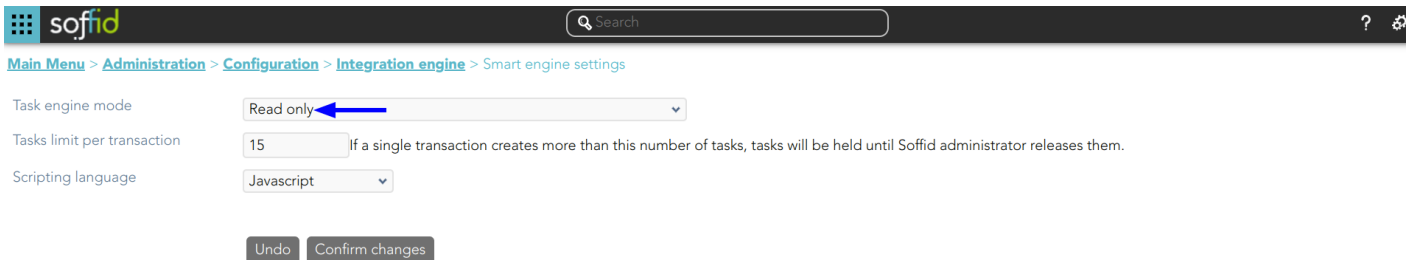 soffid
Search
?
Main Menu > Administration > Configuration > Integration engine > Smart engine settings
Task engine mode
Read only
Tasks limit per transaction
15
If a single transaction creates more than this number of tasks, tasks will be held until Soffid administrator releases them.
Scripting language
Javascript
Undo
Confirm changes